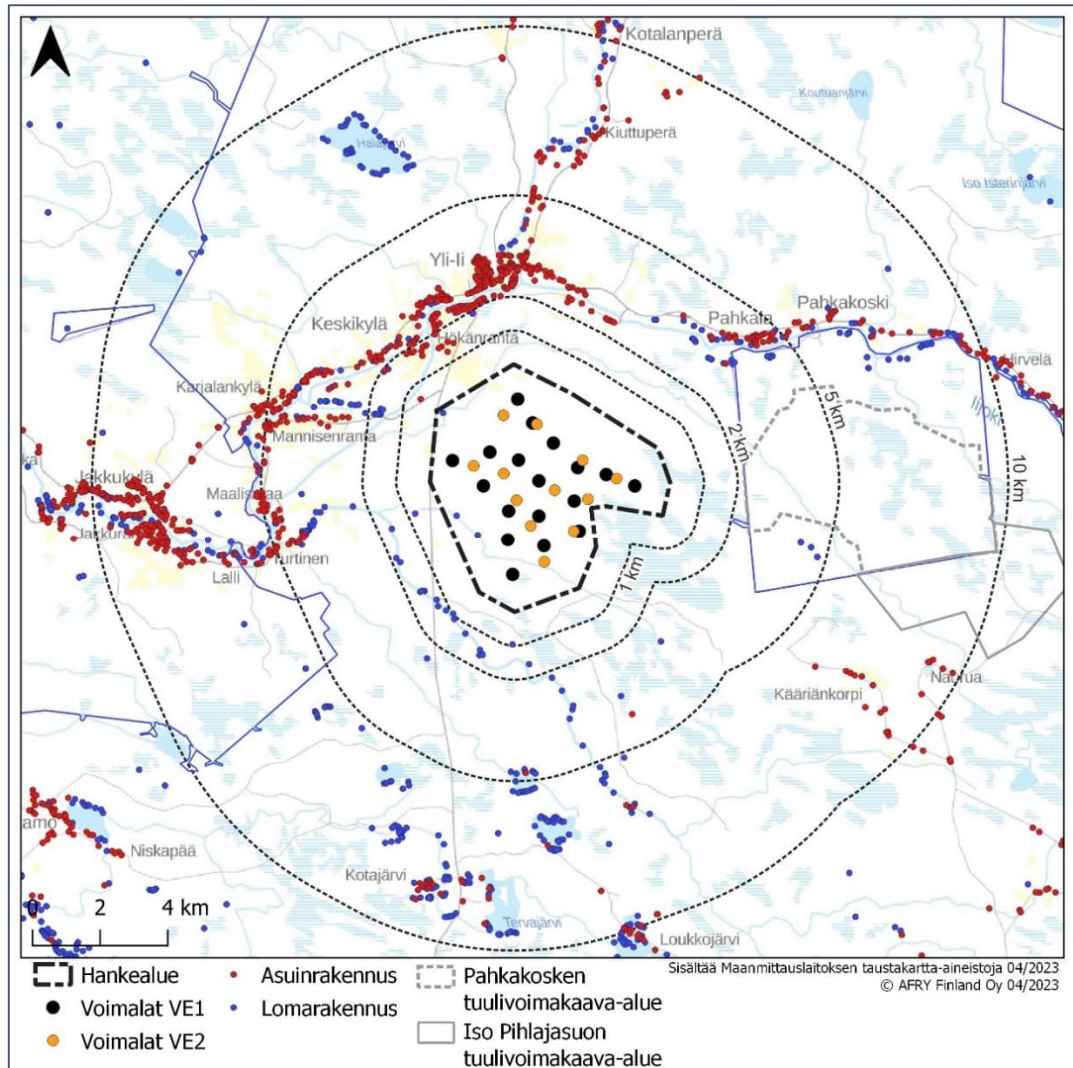 Kotalanperä
Koutuanjärvi
Kiuttuperä
Iso Isterinjärvi
Yli-Ii
Pahkakoski
Pahkala
Keskikylä
Hökänranta
Hirvelä
Karjalankylä
Iijoki
5 km
2 km
Mannisenranta
10 km
Jakkukylä
Lalli
Turtinen
1 km
Kääriänkorpi
Niskapää
Kotajärvi
0 2 4 km
Tervajärvi
Loukkojärvi
Sisältää Maanmittauslaitoksen taustakartta-aineistoja 04/2023
© AFRY Finland Oy 04/2023
Hankealue
Voimalat VE1
Voimalat VE2
Asuinrakennus
Lomarakennus
Pahkakosken
tuulivoimakaava-alue
Iso Pihlajasuon
tuulivoimakaava-alue